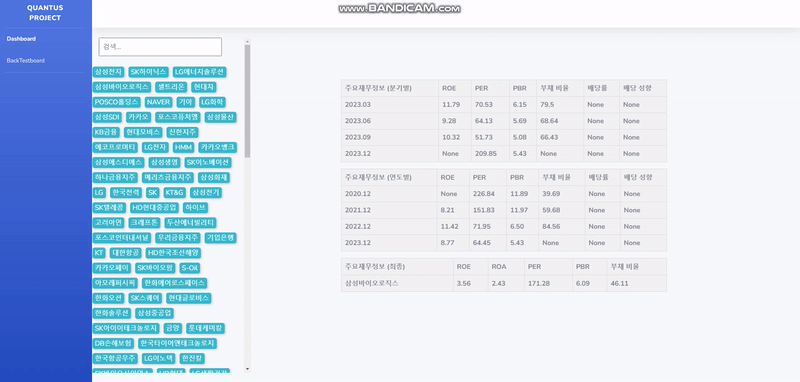 www.BANDICAM.com
QUANTUS
PROJECT
Dashboard
BackTestboard
검색...
삼성전자 SK하이닉스 LG에너지솔루션
삼성바이오로직스 셀트리온 현대차
POSCO홀딩스 NAVER 기아 LG화학
삼성SDI 카카오 포스코퓨처엠 삼성물산
KB금융 현대모비스 신한지주
에코프로머티 LG전자 HMM 카카오뱅크
삼성에스디에스 삼성생명 SK이노베이션
하나금융지주 메리츠금융지주 삼성화재
LG 한국전력 SK KT&G 삼성전기
SK텔레콤 HD현대중공업 하이브
고려아연 크래프톤 두산에너빌리티
포스코인터내셔널 우리금융지주 기업은행
KT 대한항공 HD한국조선해양
카카오페이 SK바이오팜 S-Oil
아모레퍼시픽 한화에어로스페이스
한화오션 SK스퀘어 현대글로비스
한화솔루션 삼성중공업
SK아이이테크놀로지 금양 롯데케미칼
DB손해보험 한국타이어앤테크놀로지
한국항공우주 LG이노텍 한진칼
주요재무정보 (분기별) ROE PER PBR 부채 비율 배당률 배당 성향
2023.03 11.79 70.53 6.15 79.5 None None
2023.06 9.28 64.13 5.69 68.64 None None
2023.09 10.32 51.73 5.08 66.43 None None
2023.12 None 209.85 5.43 None None None
주요재무정보 (연도별) ROE PER PBR 부채 비율 배당률 배당 성향
2020.12 None 226.84 11.89 39.69 None None
2021.12 8.21 151.83 11.97 59.68 None None
2022.12 11.42 71.95 6.50 84.56 None None
2023.12 8.77 64.45 5.43 None None None
주요재무정보 (최종) ROE ROA PER PBR 부채 비율
삼성바이오로직스 3.56 2.43 171.28 6.09 46.11